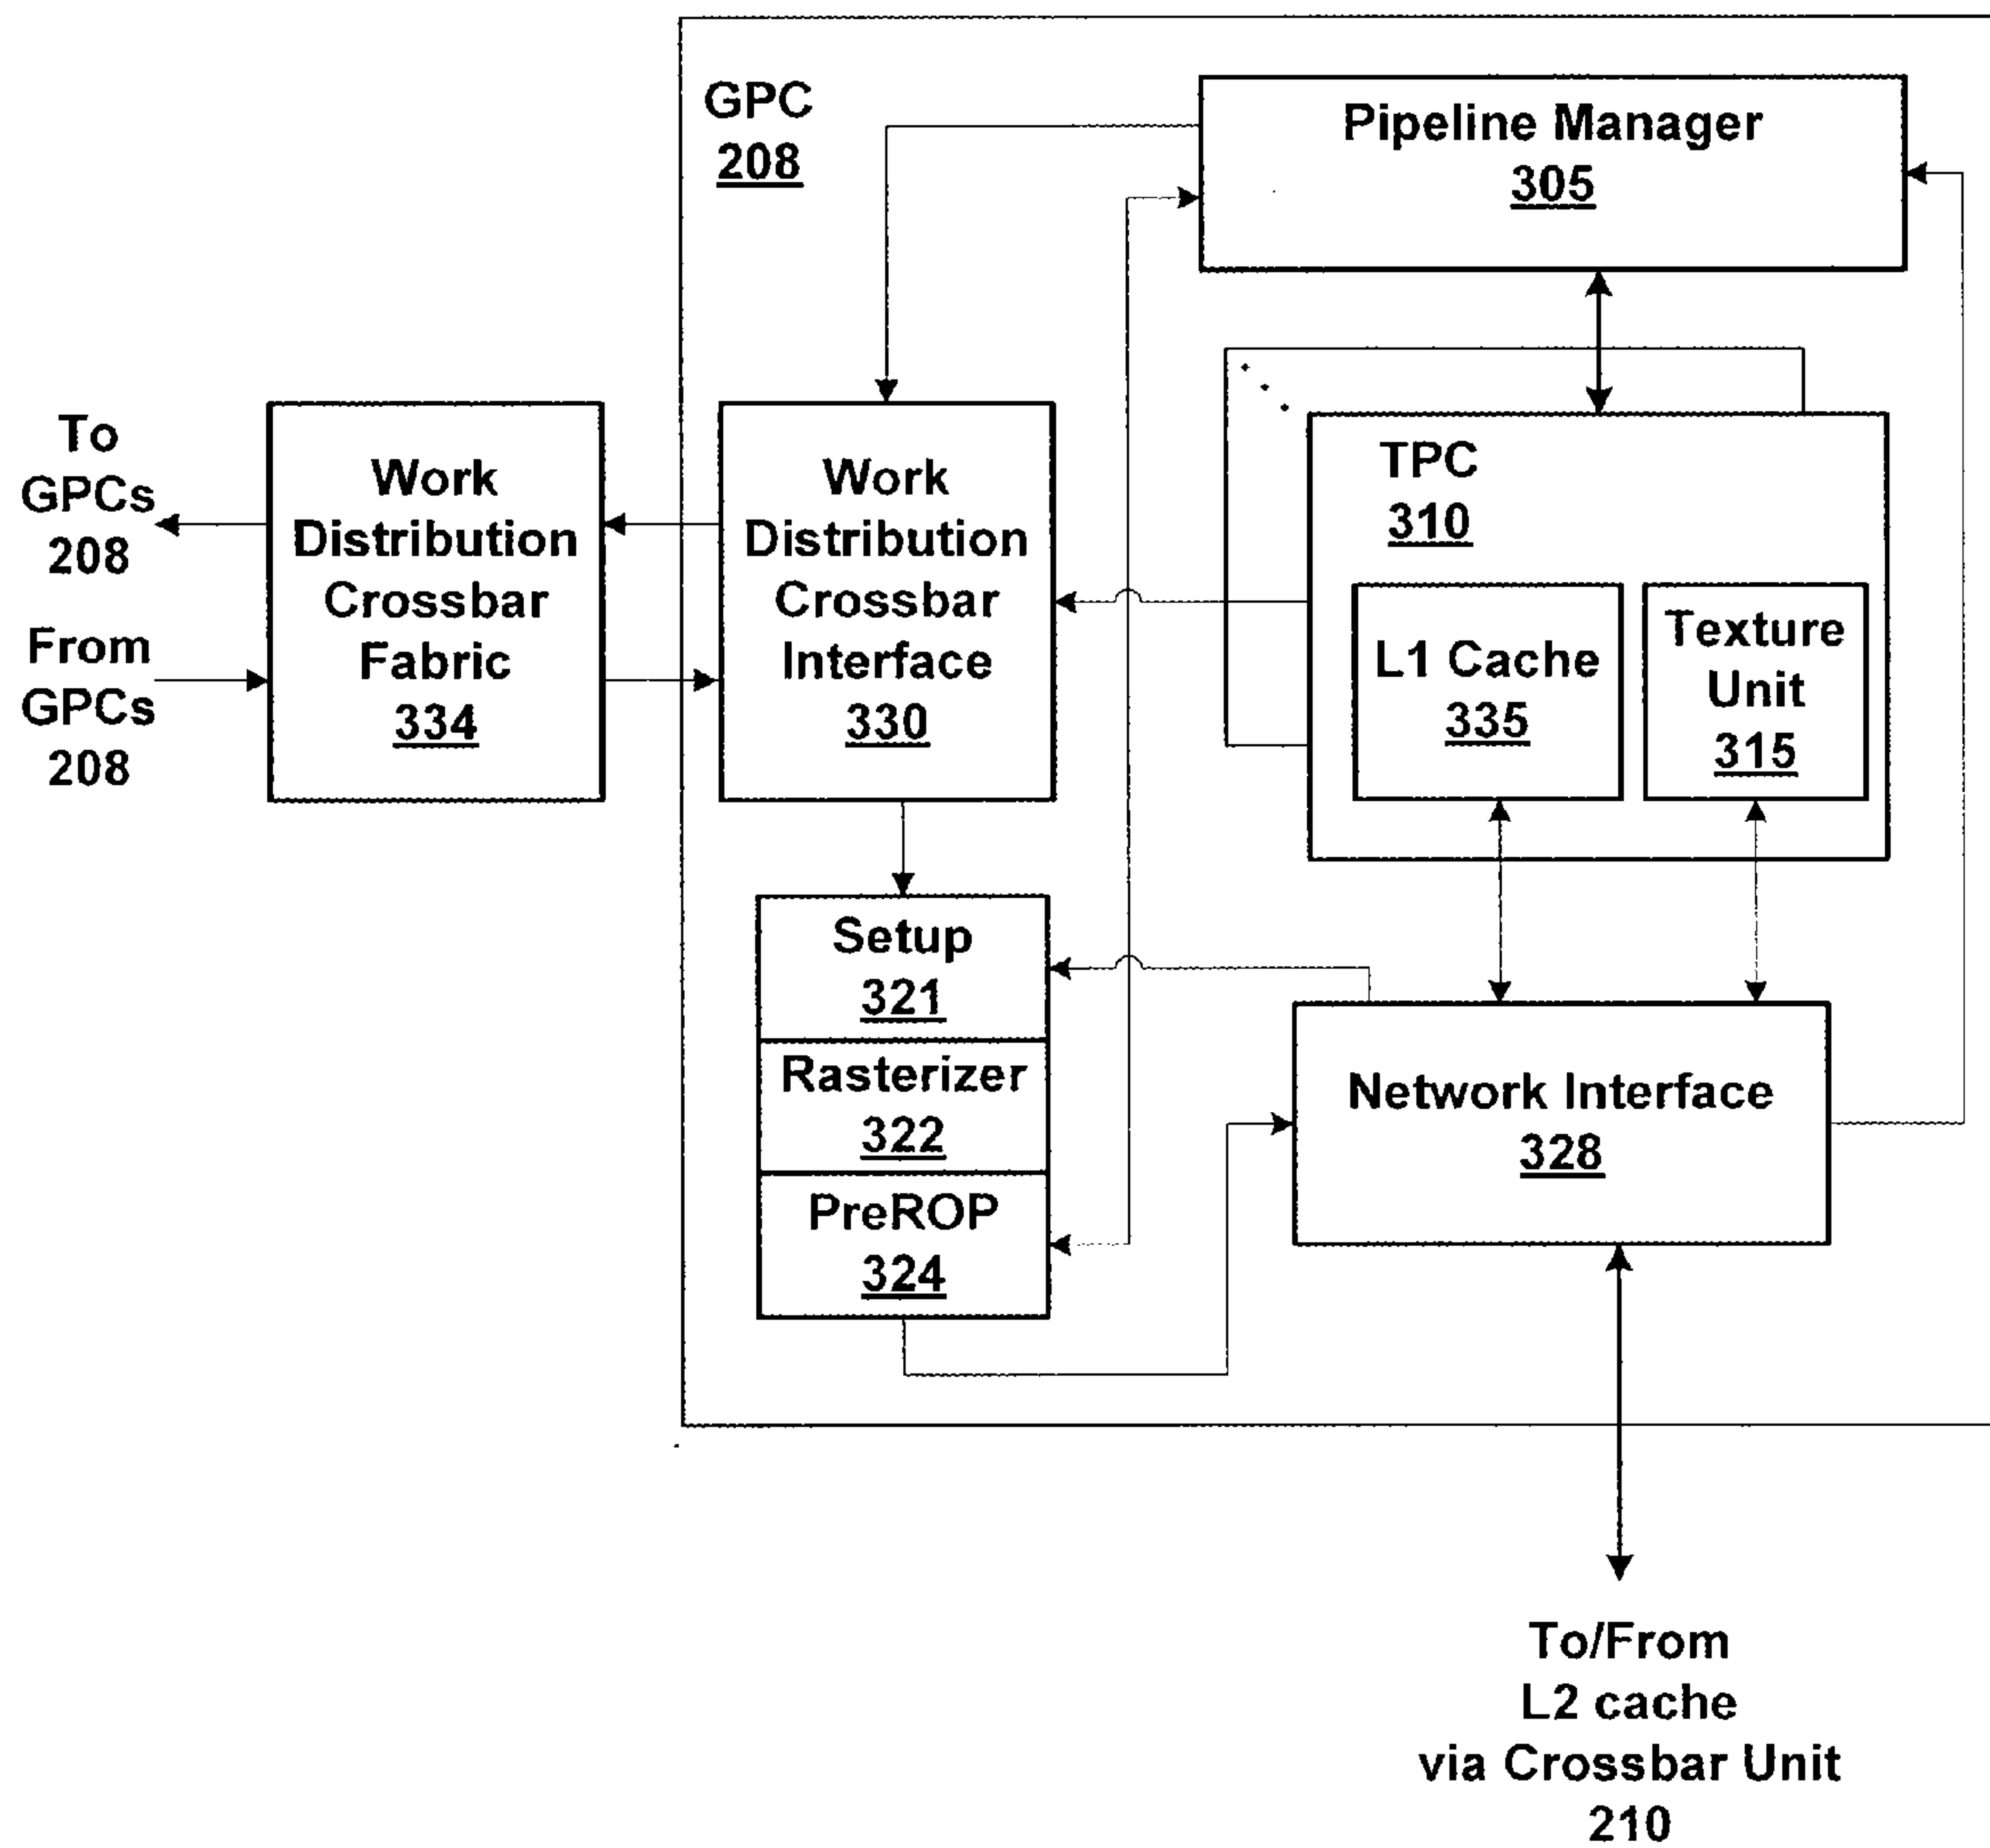 GPC
208
Pipeline Manager
305
To
GPCs
208
From
GPCs
208
Work
Distribution
Crossbar
Fabric
334
Work
Distribution
Crossbar
Interface
330
TPC
310
L1 Cache
335
Texture
Unit
315
Setup
321
Rasterizer
322
PreROP
324
Network Interface
328
To/From
L2 cache
via Crossbar Unit
210